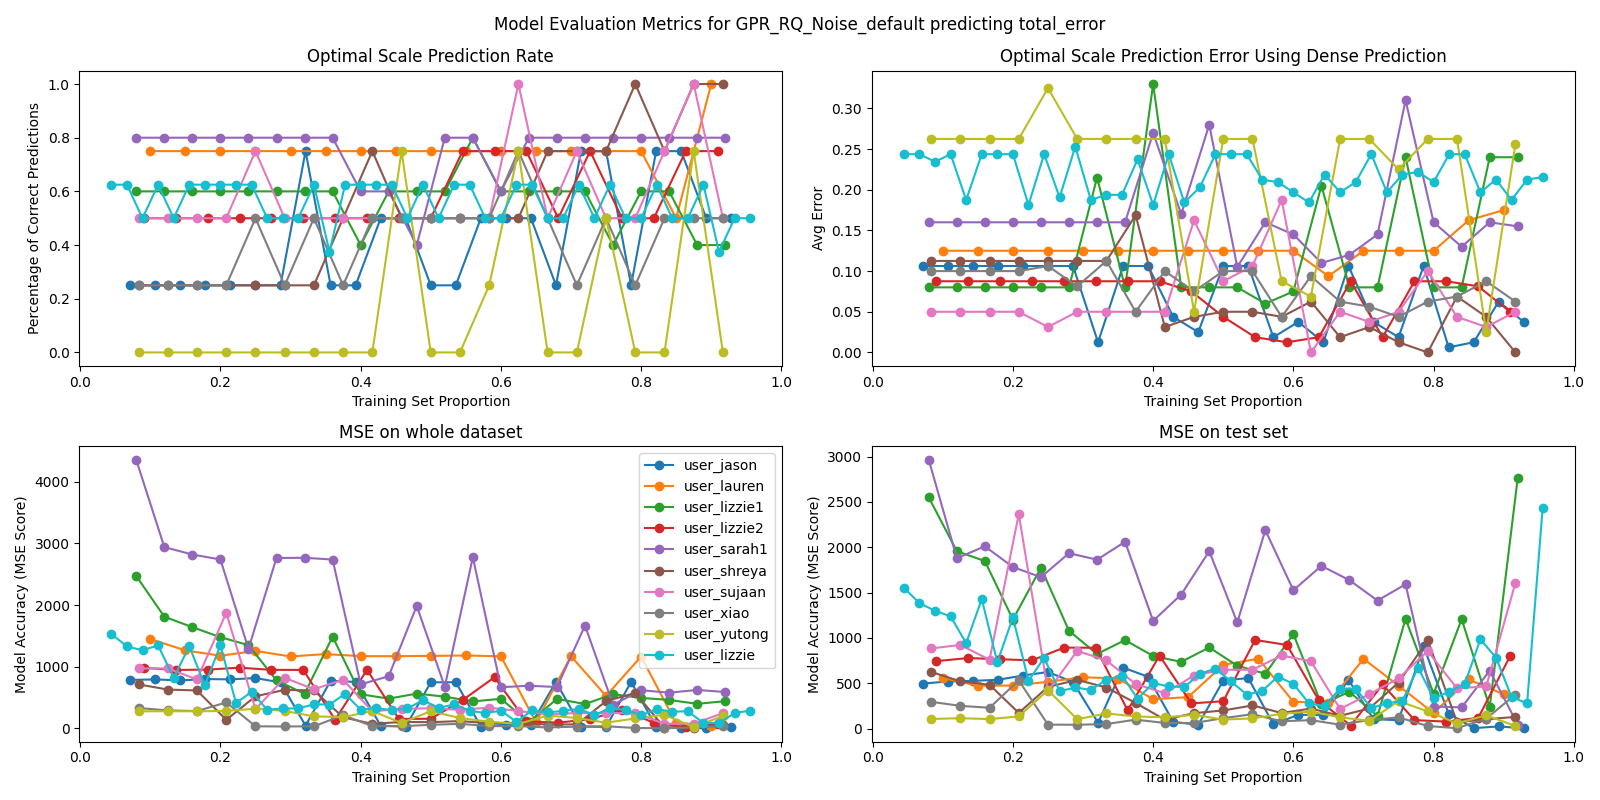 Model Evaluation Metrics for GPR_RQ_Noise_default predicting total_error
Optimal Scale Prediction Rate
Percentage of Correct Predictions
1.0
0.8
0.6
0.4
0.2
0.0
0.0 0.2 0.4 0.6 0.8 1.0
Training Set Proportion
Optimal Scale Prediction Error Using Dense Prediction
Avg Error
0.30
0.25
0.20
0.15
0.10
0.05
0.00
0.0 0.2 0.4 0.6 0.8 1.0
Training Set Proportion
MSE on whole dataset
Model Accuracy (MSE Score)
4000
3000
2000
1000
0
0.0 0.2 0.4 0.6 0.8 1.0
Training Set Proportion
user_jason
user_lauren
user_lizzie1
user_lizzie2
user_sarah1
user_shreya
user_sujaan
user_xiao
user_yutong
user_lizzie
MSE on test set
Model Accuracy (MSE Score)
3000
2500
2000
1500
1000
500
0
0.0 0.2 0.4 0.6 0.8 1.0
Training Set Proportion